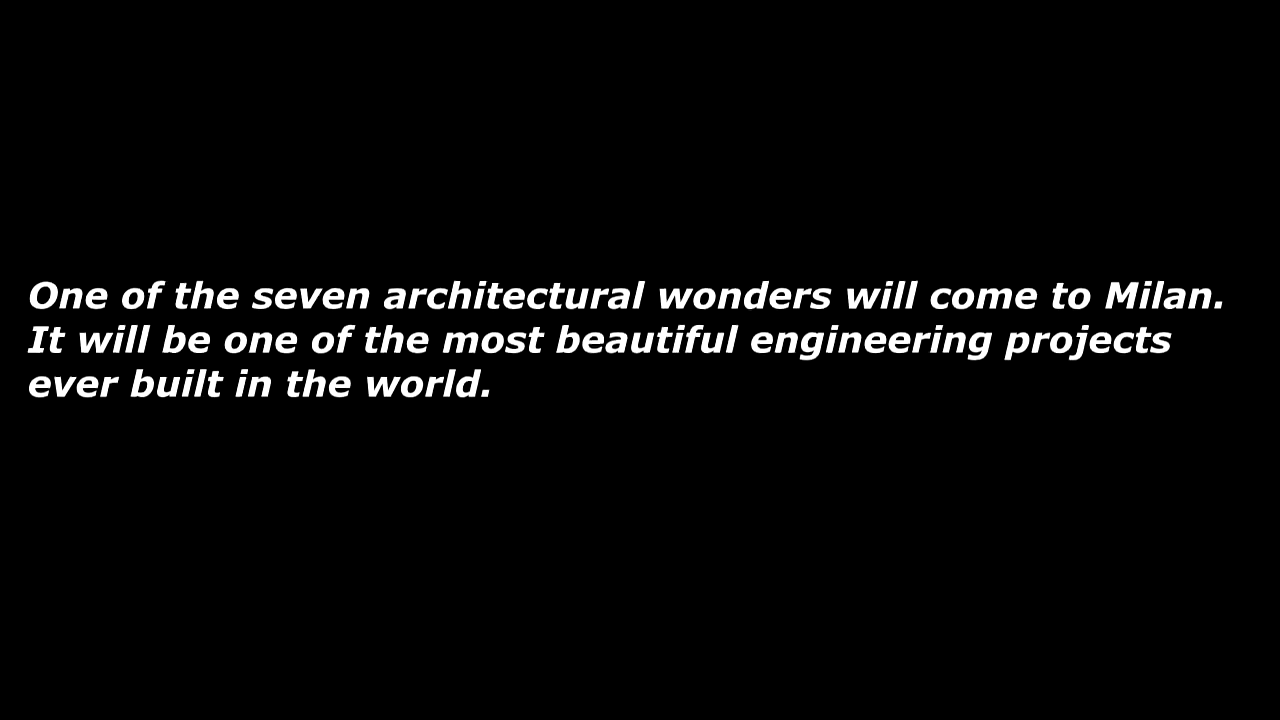 One of the seven architectural wonders will come to Milan.
It will be one of the most beautiful engineering projects
ever built in the world.